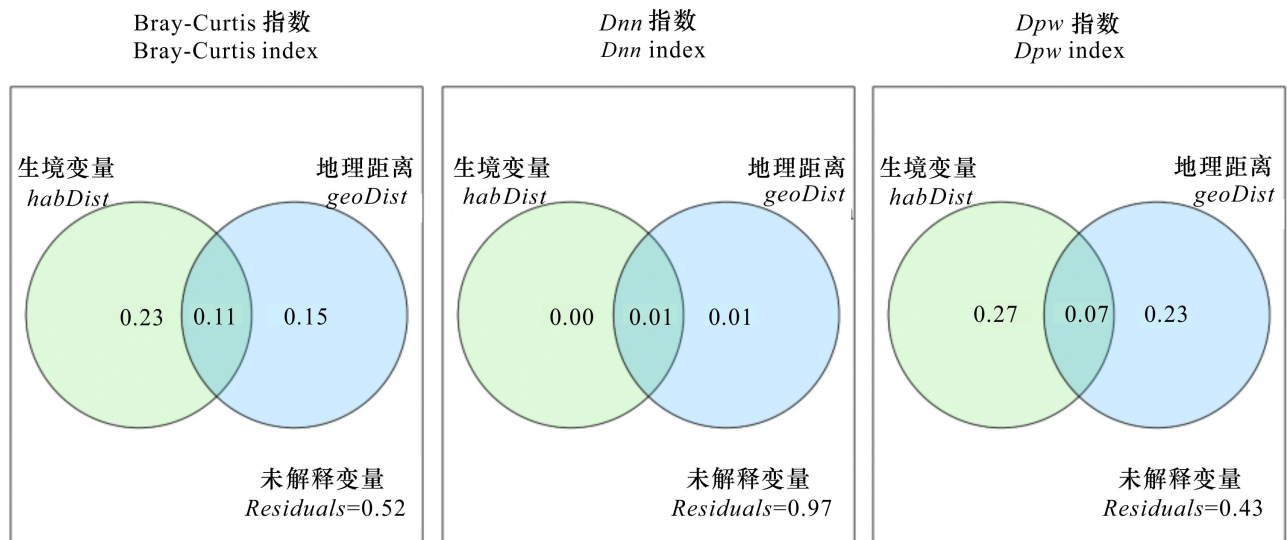 Bray-Curtis 指数
Bray-Curtis index
生境变量
habDist
地理距离
geoDist
0.23
0.11
0.15
未解释变量
Residuals=0.52
Dnn 指数
Dnn index
生境变量
habDist
地理距离
geoDist
0.00
0.01
0.01
未解释变量
Residuals=0.97
Dpw 指数
Dpw index
生境变量
habDist
地理距离
geoDist
0.27
0.07
0.23
未解释变量
Residuals=0.43